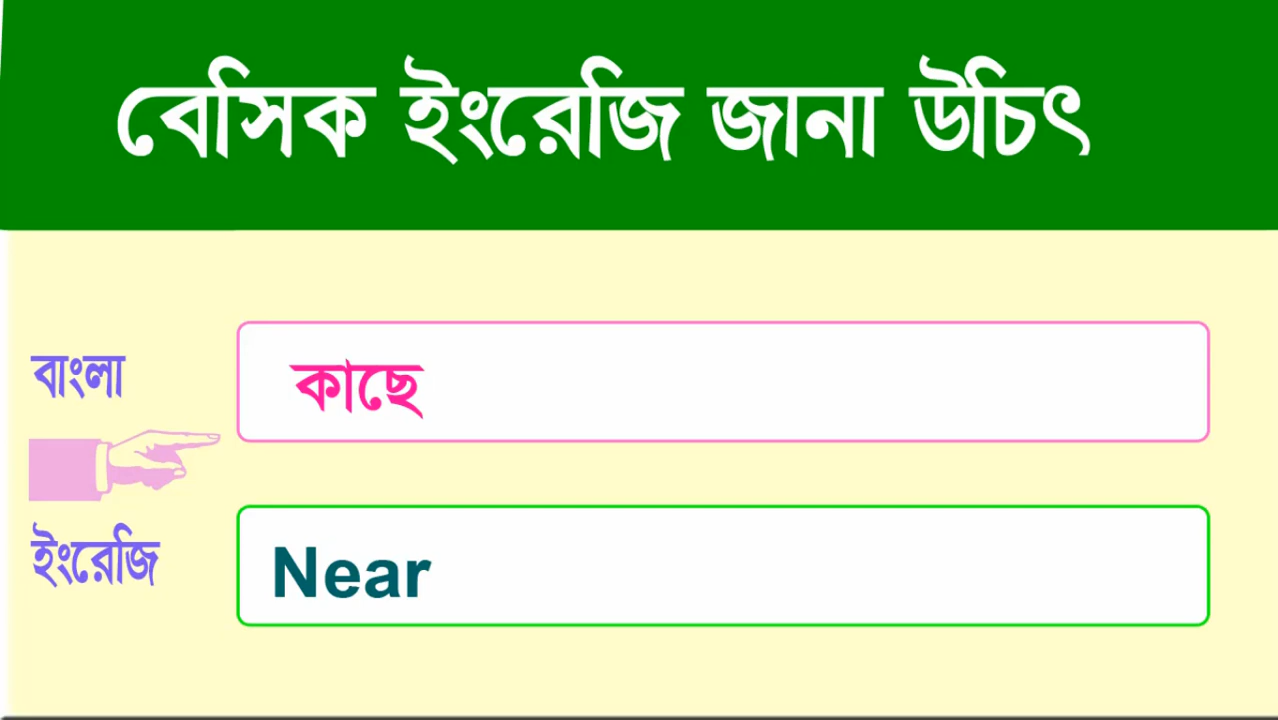 বেসিক ইংরেজি জানা উচিৎ
বাংলা
কাছে
ইংরেজি
Near